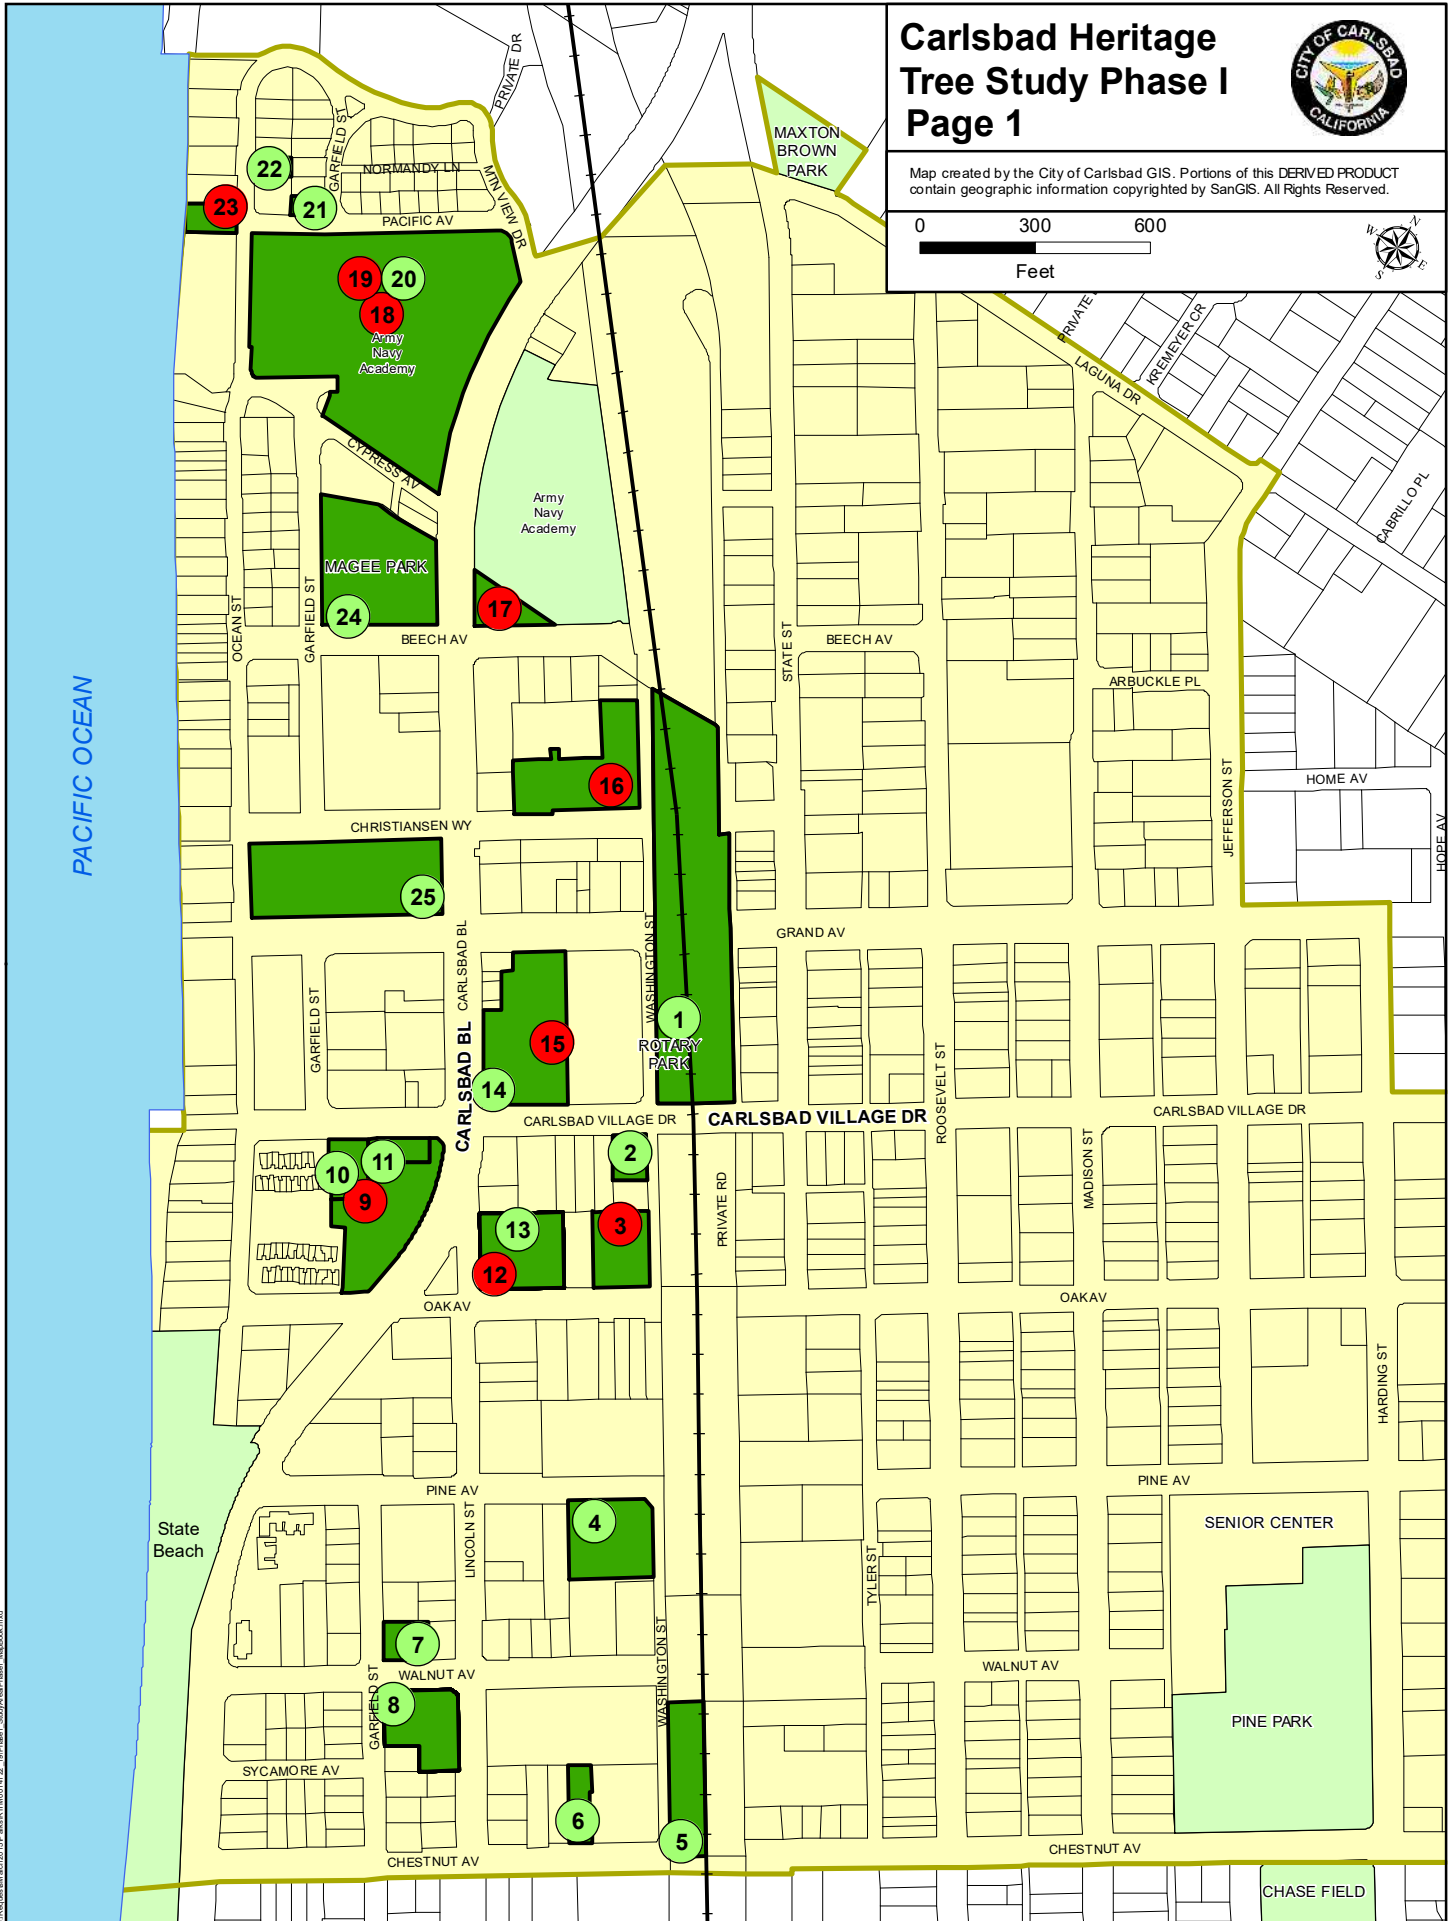 Carlsbad Heritage
Tree Study Phase I
Page 1
CITY OF CARLSBAD
CALIFORNIA
Map created by the City of Carlsbad GIS. Portions of this DERIVED PRODUCT
contain geographic information copyrighted by SanGIS. All Rights Reserved.
0 300 600
Feet
N
W
E
S
PRIVATE DR
MAXTON
BROWN
PARK
GARFIELD ST
NORMANDY LN
MTN VIEW DR
22
21
23
PACIFIC AV
19
20
18
Army
Navy
Academy
PRIVATE
KREMEYER CR
LAGUNA DR
CABRILLO PL
CYPRESS AV
Army
Navy
Academy
MAGEE PARK
24
17
OCEAN ST
GARFIELD ST
BEECH AV
STATE ST
BEECH AV
ARBUCKLE PL
PACIFIC OCEAN
16
JEFFERSON ST
HOME AV
HOPE AV
CHRISTIANSEN WY
25
CARLSBAD BL
WASHINGTON ST
GRAND AV
GARFIELD ST
15
1
ROTARY
PARK
14
CARLSBAD BL
ROOSEVELT ST
CARLSBAD VILLAGE DR
CARLSBAD VILLAGE DR
CARLSBAD VILLAGE DR
10
11
9
2
13
3
12
PRIVATE RD
MADISON ST
OAK AV
OAK AV
HARDING ST
PINE AV
PINE AV
State
Beach
LINCOLN ST
4
SENIOR CENTER
TYLER ST
7
WALNUT AV
WASHINGTON ST
WALNUT AV
8
GARFIELD ST
PINE PARK
SYCAMORE AV
6
5
CHESTNUT AV
CHESTNUT AV
CHASE FIELD